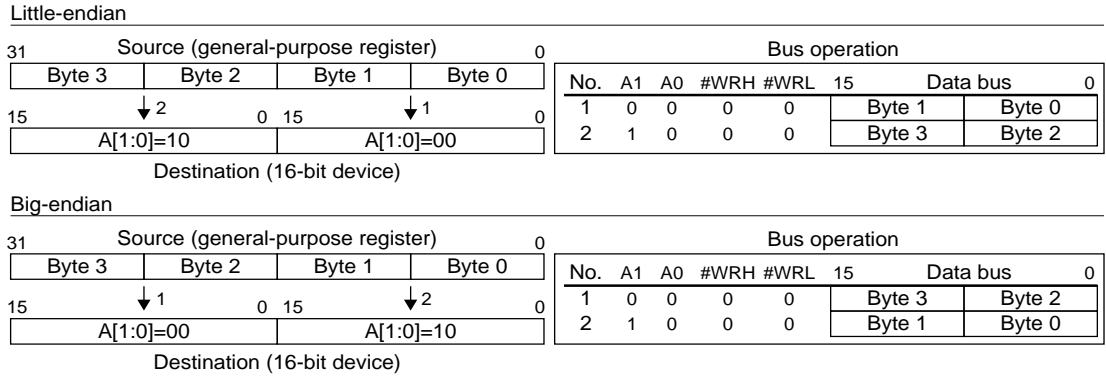 Little-endian
31 Source (general-purpose register) 0 Bus operation
Byte 3 Byte 2 Byte 1 Byte 0 No. A1 A0 #WRH #WRL 15 Data bus 0
15 2 0 15 1 0 1 0 0 0 0 Byte 1 Byte 0
A[1:0]=10 A[1:0]=00 2 1 0 0 0 Byte 3 Byte 2
Destination (16-bit device)
Big-endian
31 Source (general-purpose register) 0 Bus operation
Byte 3 Byte 2 Byte 1 Byte 0 No. A1 A0 #WRH #WRL 15 Data bus 0
15 1 0 15 2 0 1 0 0 0 0 Byte 3 Byte 2
A[1:0]=00 A[1:0]=10 2 1 0 0 0 Byte 1 Byte 0
Destination (16-bit device)